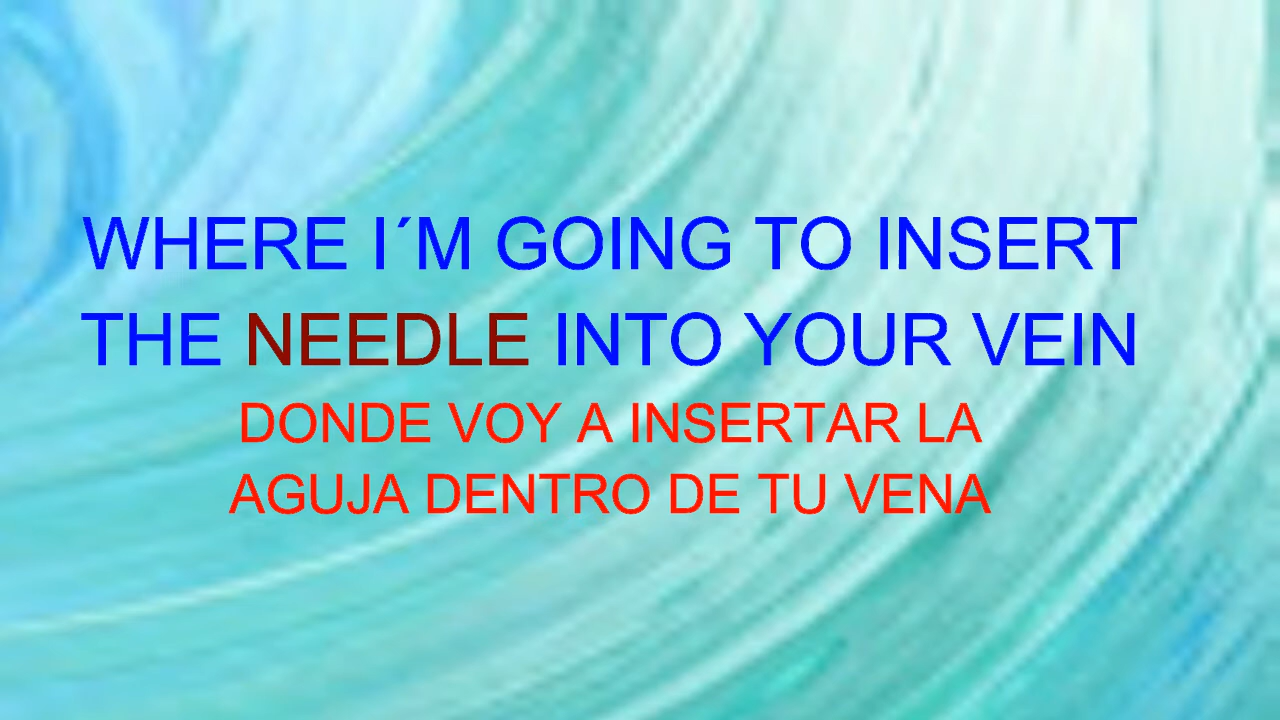 WHERE I´M GOING TO INSERT
THE NEEDLE INTO YOUR VEIN
DONDE VOY A INSERTAR LA
AGUJA DENTRO DE TU VENA